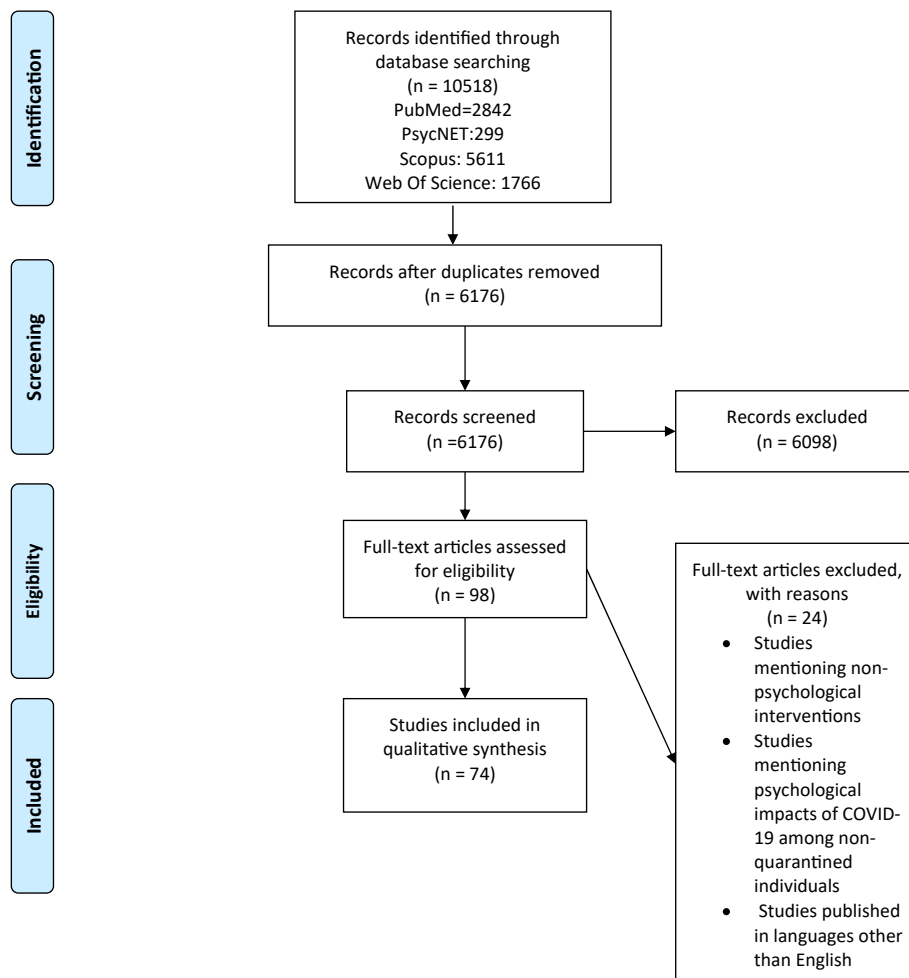 Identification
Records identified through
database searching
(n = 10518)
PubMed=2842
PsycNET:299
Scopus: 5611
Web Of Science: 1766
Screening
Records after duplicates removed
(n = 6176)
Records screened
(n =6176)
Records excluded
(n = 6098)
Eligibility
Full-text articles assessed
for eligibility
(n = 98)
Full-text articles excluded,
with reasons
(n = 24)
• Studies
mentioning non-
psychological
interventions
• Studies
mentioning
psychological
impacts of COVID-
19 among non-
quarantined
individuals
• Studies published
in languages other
than English
Included
Studies included in
qualitative synthesis
(n = 74)